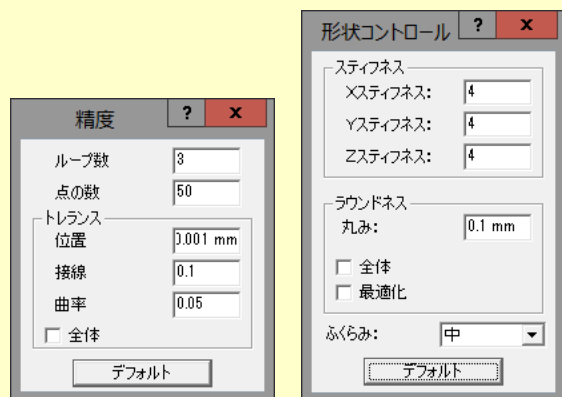 精度 ? x
ループ数 3
点の数 50
トレランス
位置 0.001 mm
接線 0.1
曲率 0.05
全体
デフォルト
形状コントロール ? x
スティフネス
Xスティフネス: 4
Yスティフネス: 4
Zスティフネス: 4
ラウンドネス
丸み: 0.1 mm
全体
最適化
ふくらみ: 中
デフォルト